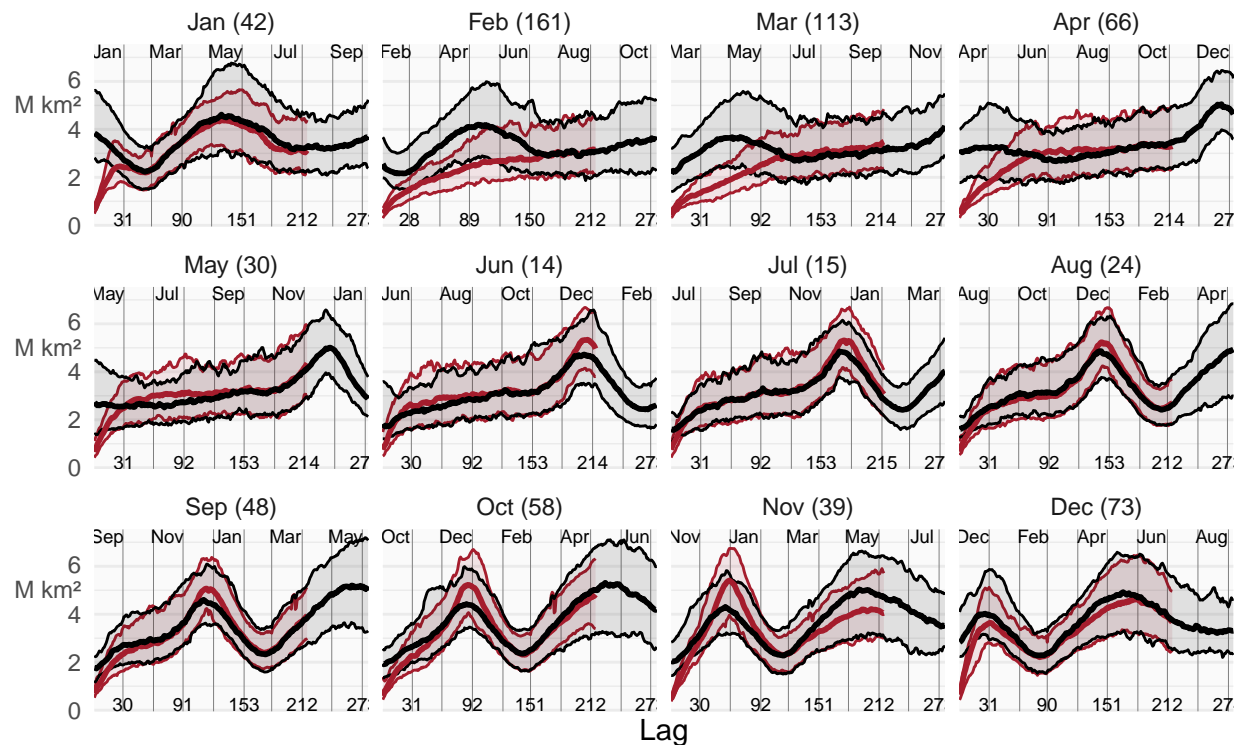 Jan (42) Feb (161) Mar (113) Apr (66)
Jan Mar May Jul Sep Feb Apr Jun Aug Oct Mar May Jul Sep Nov Apr Jun Aug Oct Dec
6
M km²
4
2
0
31 90 151 212 273 28 89 150 212 273 31 92 153 214 30 91 153 214
May (30) Jun (14) Jul (15) Aug (24)
May Jul Sep Nov Jan Jun Aug Oct Dec Feb Jul Sep Nov Jan Mar Aug Oct Dec Feb Apr
6
M km²
4
2
0
31 92 153 214 30 92 153 214 31 92 153 215 31 92 153 212
Sep (48) Oct (58) Nov (39) Dec (73)
Sep Nov Jan Mar May Oct Dec Feb Apr Jun Nov Jan Mar May Jul Dec Feb Apr Jun Aug
6
M km²
4
2
0
30 91 153 212 31 92 151 212 30 91 151 212 31 90 151 212
Lag